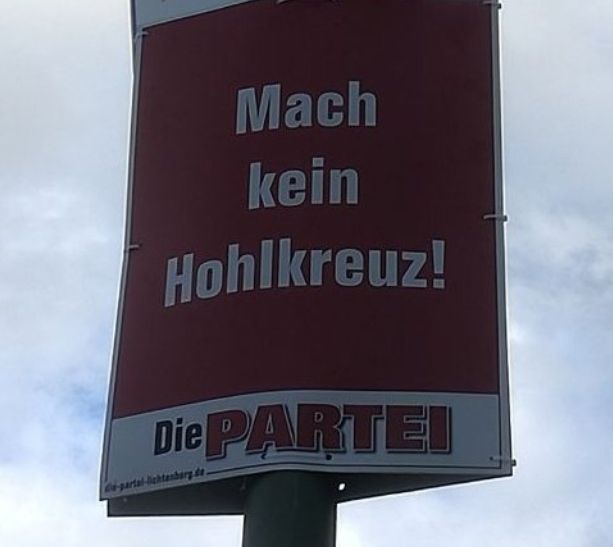 Mach
kein
Hohlkreuz!
Die PARTEI
die-partei-lichtenberg.de